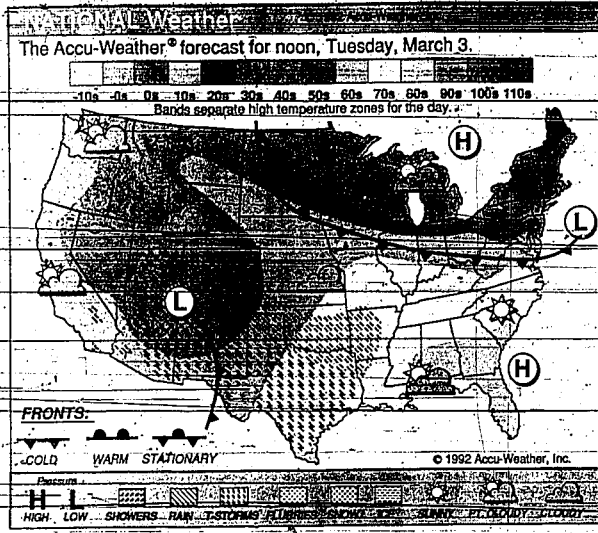 NATIONAL Weather
The Accu-Weather® forecast for noon, Tuesday, March 3.
-10s -0s 0s 10s 20s 30s 40s 50s 60s 70s 80s 90s 100s 110s
Bands separate high temperature zones for the day.
H
L
L
H
FRONTS:
COLD WARM STATIONARY
© 1992 Accu-Weather, Inc.
Pressure
H L
HIGH LOW SHOWERS RAIN T-STORMS FLURRIES SNOW ICE SUNNY PT. CLOUDY CLOUDY